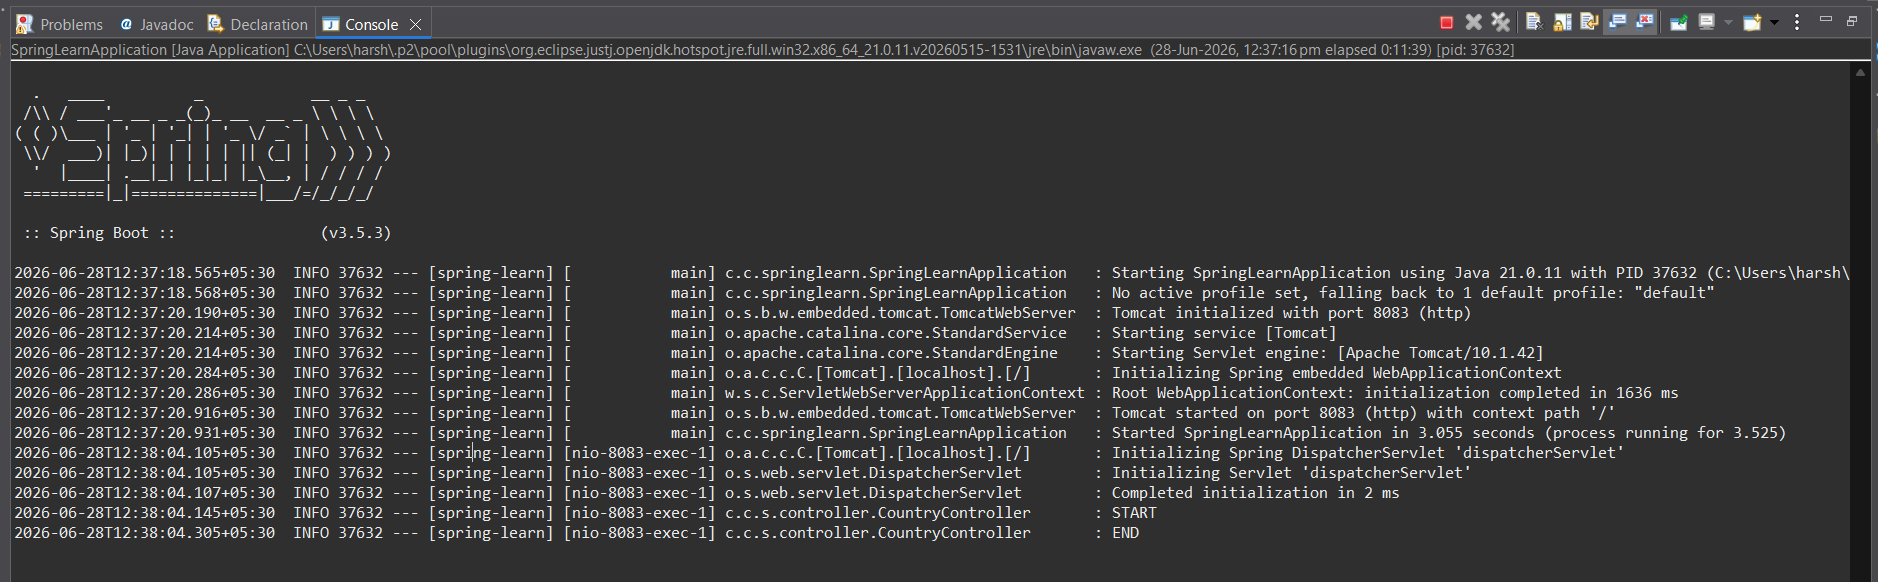 Problems @ Javadoc Declaration Console
SpringLearnApplication [Java Application] C:\Users\harsh\.p2\pool\plugins\org.eclipse.justj.openjdk.hotspot.jre.full.win32.x86_64_21.0.11.v20260515-1531\jre\bin\javaw.exe (28-Jun-2026, 12:37:16 pm elapsed 0:11:39) [pid: 37632]
  .   ____          _            __ _ _
 /\\ / ___'_ __ _ _(_)_ __  __ _ \ \ \ \
( ( )\___ | '_ | '_| | '_ \/ _` | \ \ \ \
 \\/  ___)| |_)| | | | | || (_| |  ) ) ) )
  '  |____| .__|_| |_|_| |_\__, | / / / /
 =========|_|==============|___/=/_/_/_/
 :: Spring Boot ::                (v3.5.3)
2026-06-28T12:37:18.565+05:30  INFO 37632 --- [spring-learn] [           main] c.c.springlearn.SpringLearnApplication   : Starting SpringLearnApplication using Java 21.0.11 with PID 37632 (C:\Users\harsh\
2026-06-28T12:37:18.568+05:30  INFO 37632 --- [spring-learn] [           main] c.c.springlearn.SpringLearnApplication   : No active profile set, falling back to 1 default profile: "default"
2026-06-28T12:37:20.190+05:30  INFO 37632 --- [spring-learn] [           main] o.s.b.w.embedded.tomcat.TomcatWebServer  : Tomcat initialized with port 8083 (http)
2026-06-28T12:37:20.214+05:30  INFO 37632 --- [spring-learn] [           main] o.apache.catalina.core.StandardService   : Starting service [Tomcat]
2026-06-28T12:37:20.214+05:30  INFO 37632 --- [spring-learn] [           main] o.apache.catalina.core.StandardEngine    : Starting Servlet engine: [Apache Tomcat/10.1.42]
2026-06-28T12:37:20.284+05:30  INFO 37632 --- [spring-learn] [           main] o.a.c.c.C.[Tomcat].[localhost].[/]       : Initializing Spring embedded WebApplicationContext
2026-06-28T12:37:20.286+05:30  INFO 37632 --- [spring-learn] [           main] w.s.c.ServletWebServerApplicationContext : Root WebApplicationContext: initialization completed in 1636 ms
2026-06-28T12:37:20.916+05:30  INFO 37632 --- [spring-learn] [           main] o.s.b.w.embedded.tomcat.TomcatWebServer  : Tomcat started on port 8083 (http) with context path '/'
2026-06-28T12:37:20.931+05:30  INFO 37632 --- [spring-learn] [           main] c.c.springlearn.SpringLearnApplication   : Started SpringLearnApplication in 3.055 seconds (process running for 3.525)
2026-06-28T12:38:04.105+05:30  INFO 37632 --- [spring-learn] [nio-8083-exec-1] o.a.c.c.C.[Tomcat].[localhost].[/]       : Initializing Spring DispatcherServlet 'dispatcherServlet'
2026-06-28T12:38:04.105+05:30  INFO 37632 --- [spring-learn] [nio-8083-exec-1] o.s.web.servlet.DispatcherServlet        : Initializing Servlet 'dispatcherServlet'
2026-06-28T12:38:04.107+05:30  INFO 37632 --- [spring-learn] [nio-8083-exec-1] o.s.web.servlet.DispatcherServlet        : Completed initialization in 2 ms
2026-06-28T12:38:04.145+05:30  INFO 37632 --- [spring-learn] [nio-8083-exec-1] c.c.s.controller.CountryController       : START
2026-06-28T12:38:04.305+05:30  INFO 37632 --- [spring-learn] [nio-8083-exec-1] c.c.s.controller.CountryController       : END